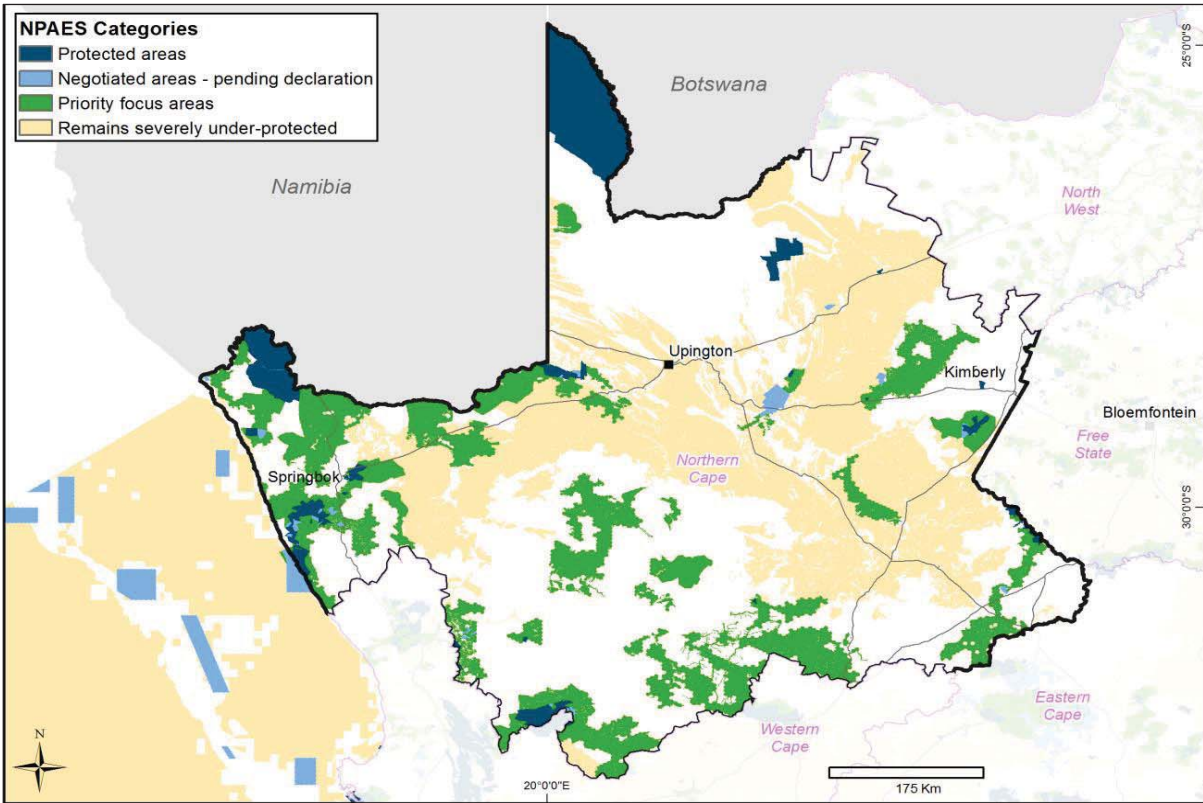 NPAES Categories
Protected areas
Negotiated areas - pending declaration
Priority focus areas
Remains severely under-protected
Namibia
Botswana
25°0'0"S
North
West
Upington
Kimberly
Bloemfontein
Free
State
Springbok
Northern
Cape
30°0'0"S
Eastern
Cape
Western
Cape
N
20°0'0"E
175 Km